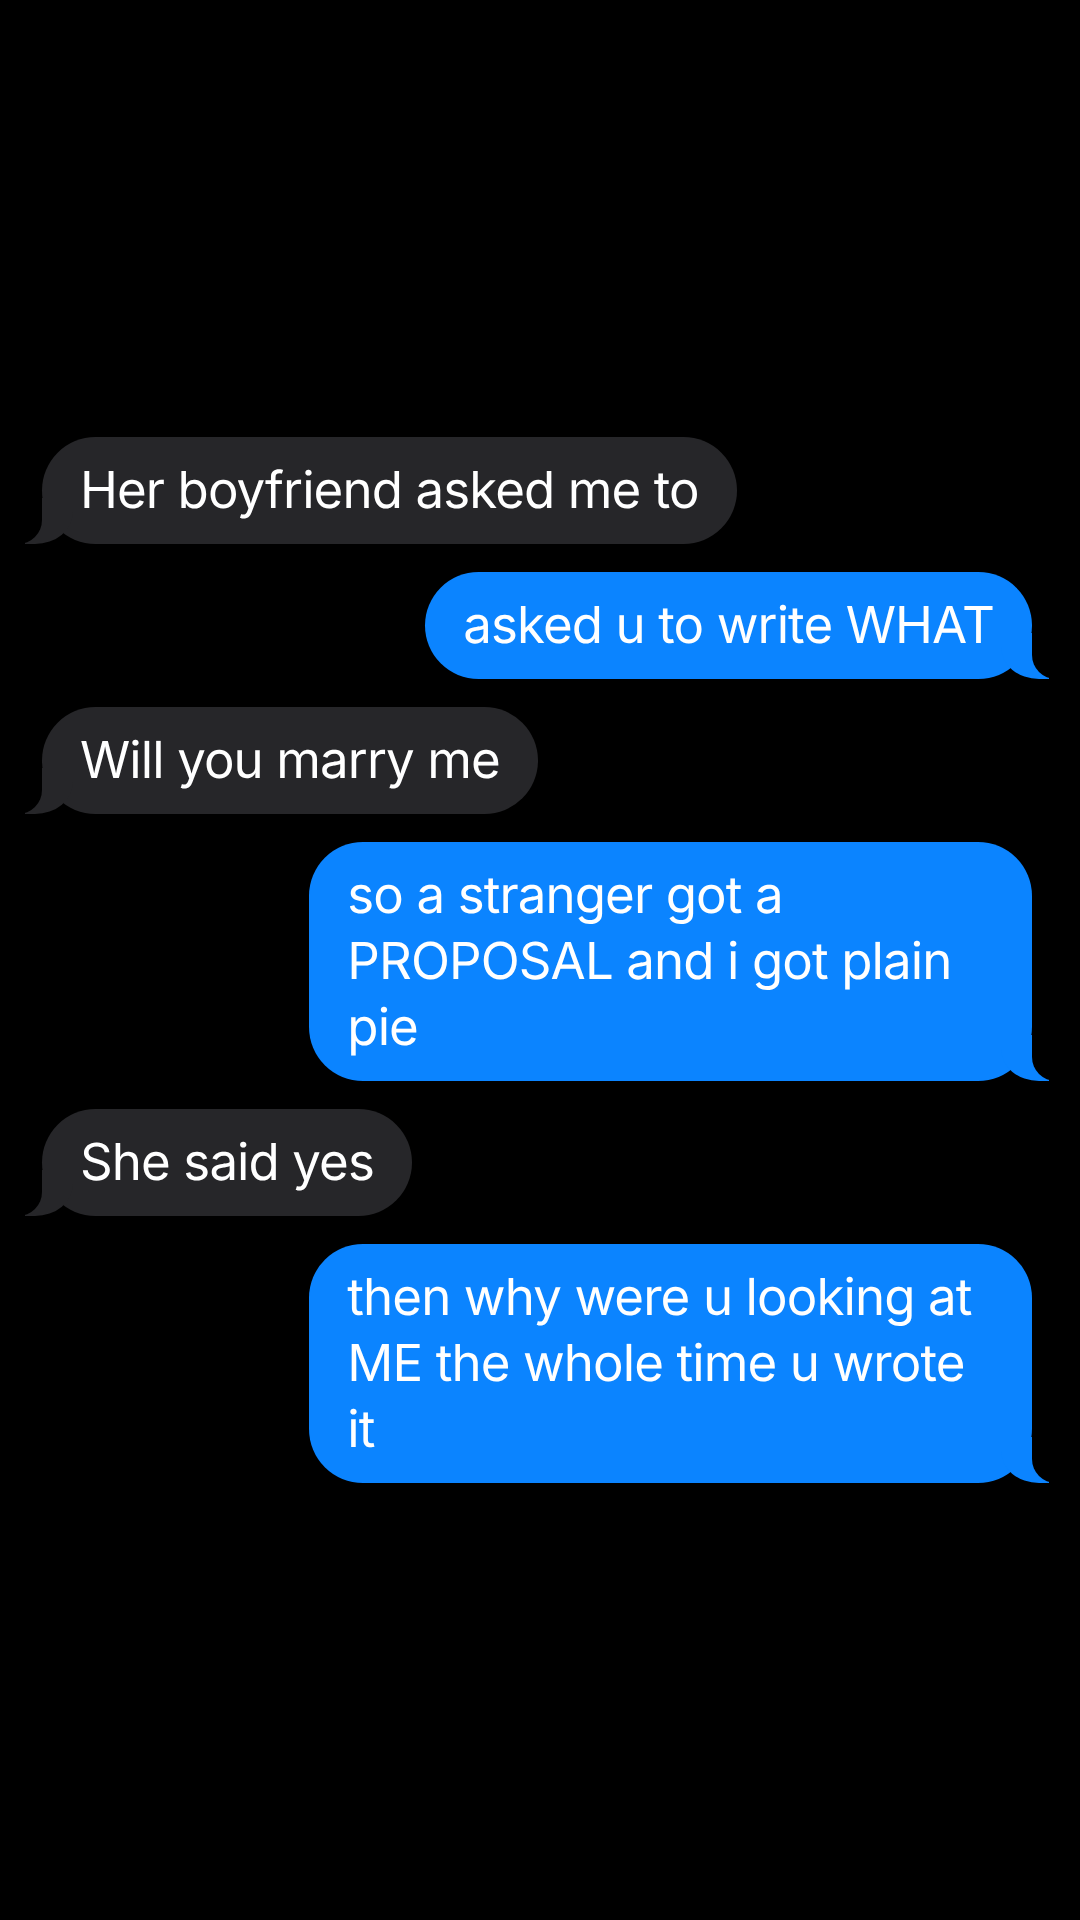 Her boyfriend asked me to
asked u to write WHAT
Will you marry me
so a stranger got a
PROPOSAL and i got plain
pie
She said yes
then why were u looking at
ME the whole time u wrote
it